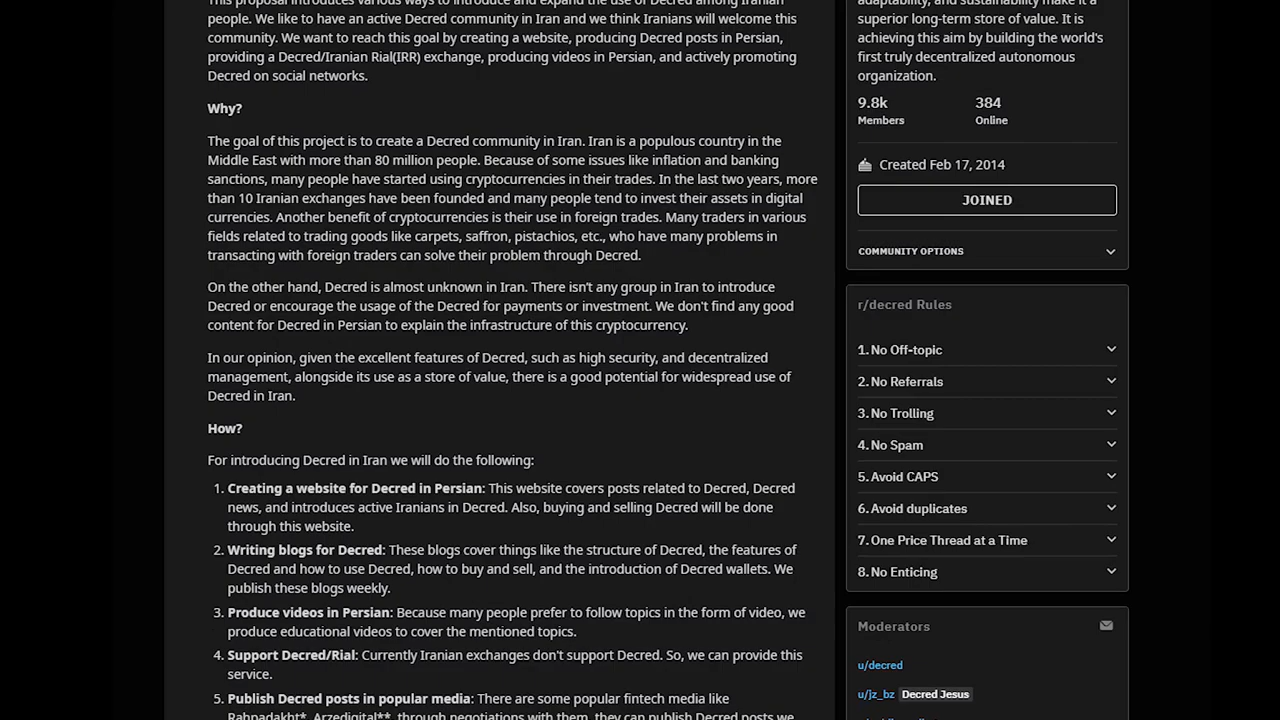 This proposal introduces various ways to introduce and expand the use of Decred among Iranian
people. We like to have an active Decred community in Iran and we think Iranians will welcome this
community. We want to reach this goal by creating a website, producing Decred posts in Persian,
providing a Decred/Iranian Rial(IRR) exchange, producing videos in Persian, and actively promoting
Decred on social networks.
Why?
The goal of this project is to create a Decred community in Iran. Iran is a populous country in the
Middle East with more than 80 million people. Because of some issues like inflation and banking
sanctions, many people have started using cryptocurrencies in their trades. In the last two years, more
than 10 Iranian exchanges have been founded and many people tend to invest their assets in digital
currencies. Another benefit of cryptocurrencies is their use in foreign trades. Many traders in various
fields related to trading goods like carpets, saffron, pistachios, etc., who have many problems in
transacting with foreign traders can solve their problem through Decred.
On the other hand, Decred is almost unknown in Iran. There isn't any group in Iran to introduce
Decred or encourage the usage of the Decred for payments or investment. We don't find any good
content for Decred in Persian to explain the infrastructure of this cryptocurrency.
In our opinion, given the excellent features of Decred, such as high security, and decentralized
management, alongside its use as a store of value, there is a good potential for widespread use of
Decred in Iran.
How?
For introducing Decred in Iran we will do the following:
1. Creating a website for Decred in Persian: This website covers posts related to Decred, Decred
news, and introduces active Iranians in Decred. Also, buying and selling Decred will be done
through this website.
2. Writing blogs for Decred: These blogs cover things like the structure of Decred, the features of
Decred and how to use Decred, how to buy and sell, and the introduction of Decred wallets. We
publish these blogs weekly.
3. Produce videos in Persian: Because many people prefer to follow topics in the form of video, we
produce educational videos to cover the mentioned topics.
4. Support Decred/Rial: Currently Iranian exchanges don't support Decred. So, we can provide this
service.
5. Publish Decred posts in popular media: There are some popular fintech media like
Rahpadakht*, Arzedigital**, through negotiations with them, they can publish Decred posts we
adaptability, and sustainability make it a
superior long-term store of value. It is
achieving this aim by building the world's
first truly decentralized autonomous
organization.
9.8k 384
Members Online
Created Feb 17, 2014
JOINED
COMMUNITY OPTIONS
r/decred Rules
1. No Off-topic
2. No Referrals
3. No Trolling
4. No Spam
5. Avoid CAPS
6. Avoid duplicates
7. One Price Thread at a Time
8. No Enticing
Moderators
u/decred
u/jz_bz Decred Jesus